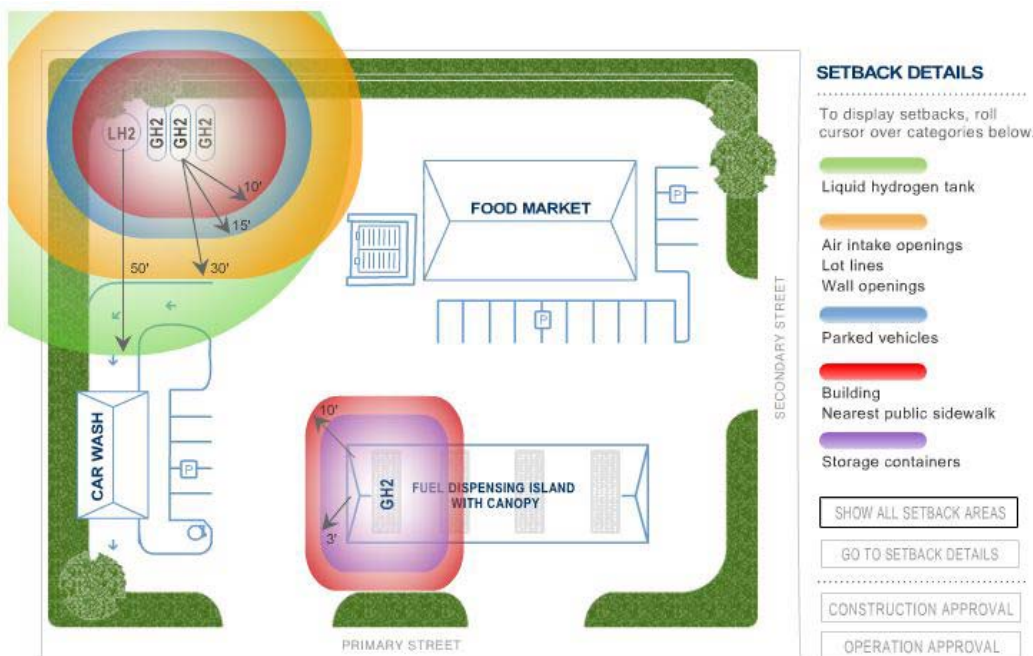 LH2
GH2
GH2
GH2
10'
15'
30'
50'
FOOD MARKET
P
P
SECONDARY STREET
CAR WASH
P
10'
3'
GH2
FUEL DISPENSING ISLAND
WITH CANOPY
PRIMARY STREET
SETBACK DETAILS
To display setbacks, roll
cursor over categories below.
Liquid hydrogen tank
Air intake openings
Lot lines
Wall openings
Parked vehicles
Building
Nearest public sidewalk
Storage containers
SHOW ALL SETBACK AREAS
GO TO SETBACK DETAILS
CONSTRUCTION APPROVAL
OPERATION APPROVAL